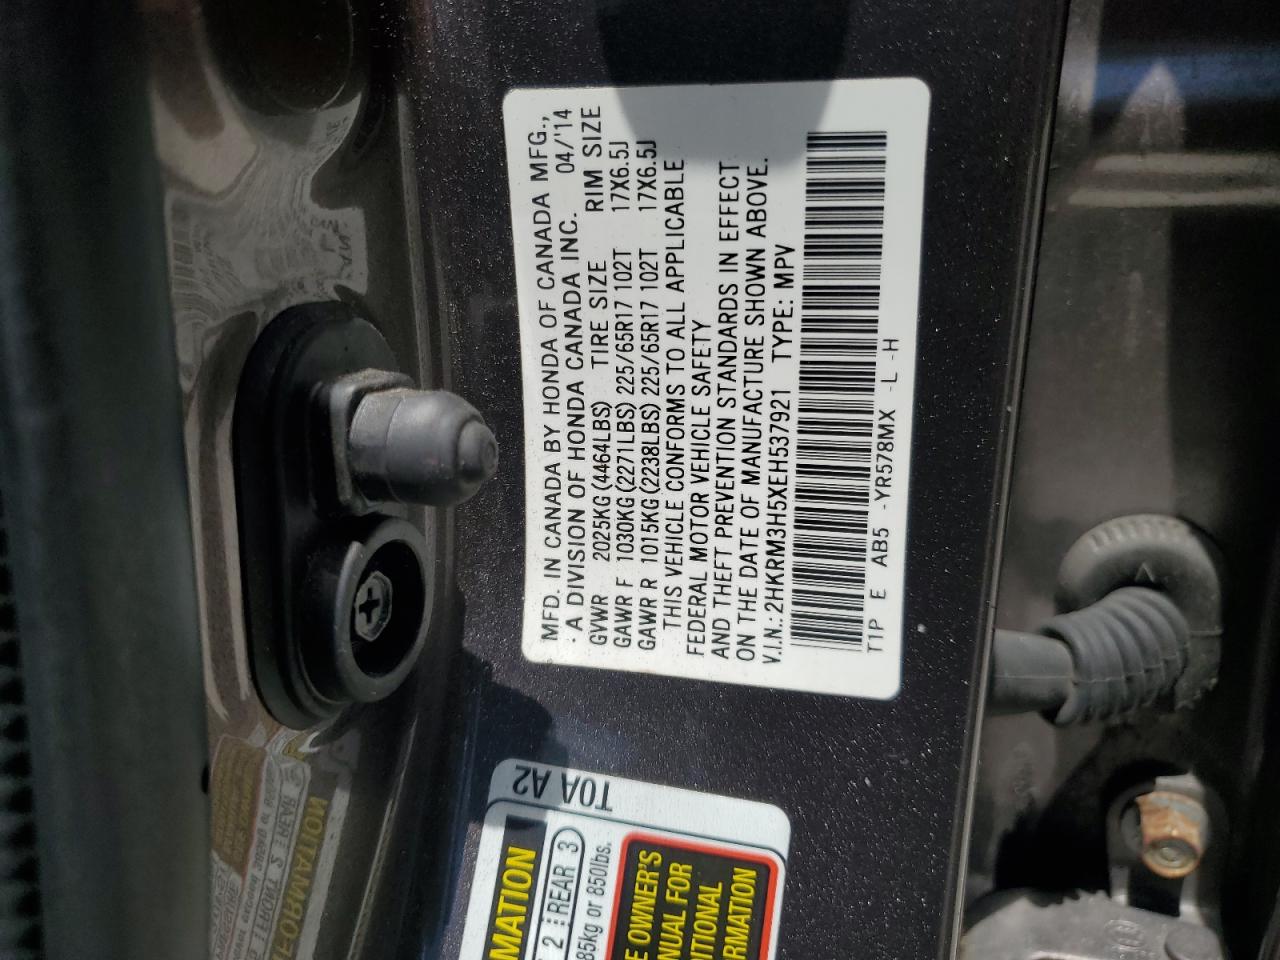 MFD. IN CANADA BY HONDA OF CANADA MFG.,
A DIVISION OF HONDA CANADA INC. 04/'14
GVWR 2025KG (4464LBS) TIRE SIZE RIM SIZE
GAWR F 1030KG (2271LBS) 225/65R17 102T 17X6.5J
GAWR R 1015KG (2238LBS) 225/65R17 102T 17X6.5J
THIS VEHICLE CONFORMS TO ALL APPLICABLE
FEDERAL MOTOR VEHICLE SAFETY
AND THEFT PREVENTION STANDARDS IN EFFECT
ON THE DATE OF MANUFACTURE SHOWN ABOVE.
V.I.N.: 2HKRM3H5XEH537921 TYPE: MPV
T1P E AB5 -YR578MX -L -H
T0A A2
MATION
2 REAR 3
85kg or 850lbs.
E OWNER'S
NUAL FOR
DITIONAL
RMATION